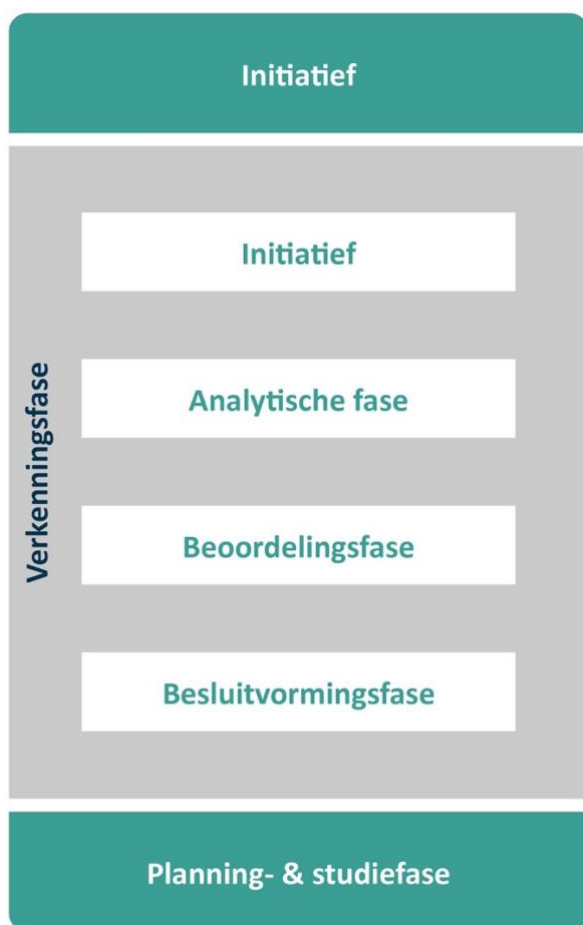 Initiatief
Verkenningsfase
Initiatief
Analytische fase
Beoordelingsfase
Besluitvormingsfase
Planning- & studiefase